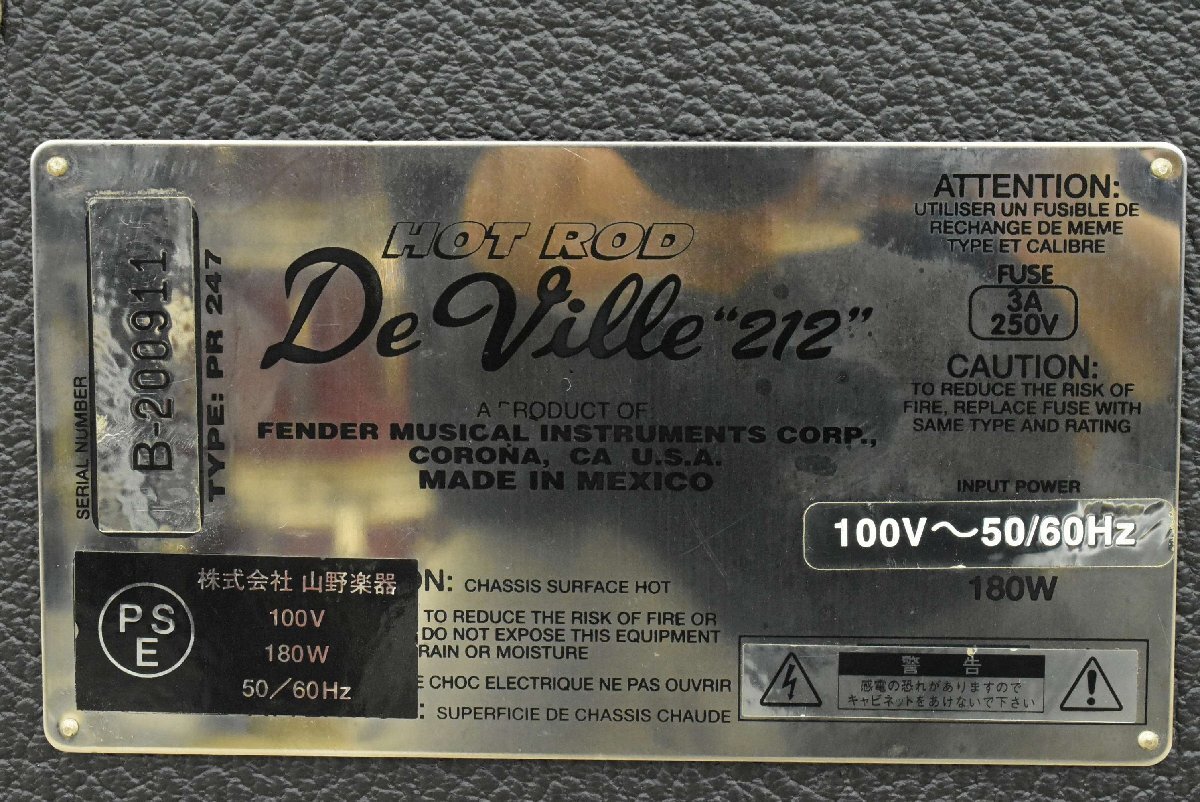 SERIAL NUMBER
B-200911
TYPE: PR 247
HOT ROD
De Ville "212"
A PRODUCT OF:
FENDER MUSICAL INSTRUMENTS CORP.,
CORONA, CA U.S.A.
MADE IN MEXICO
ATTENTION:
UTILISER UN FUSIBLE DE
RECHANGE DE MEME
TYPE ET CALIBRE
FUSE
3A
250V
CAUTION:
TO REDUCE THE RISK OF
FIRE, REPLACE FUSE WITH
SAME TYPE AND RATING
INPUT POWER
100V～50/60Hz
180W
PSE
株式会社 山野楽器
100V
180W
50/60Hz
ON: CHASSIS SURFACE HOT
TO REDUCE THE RISK OF FIRE OR
DO NOT EXPOSE THIS EQUIPMENT
RAIN OR MOISTURE
E CHOC ELECTRIQUE NE PAS OUVRIR
: SUPERFICIE DE CHASSIS CHAUDE
警告
感電の恐れがありますので
キャビネットをあけないで下さい